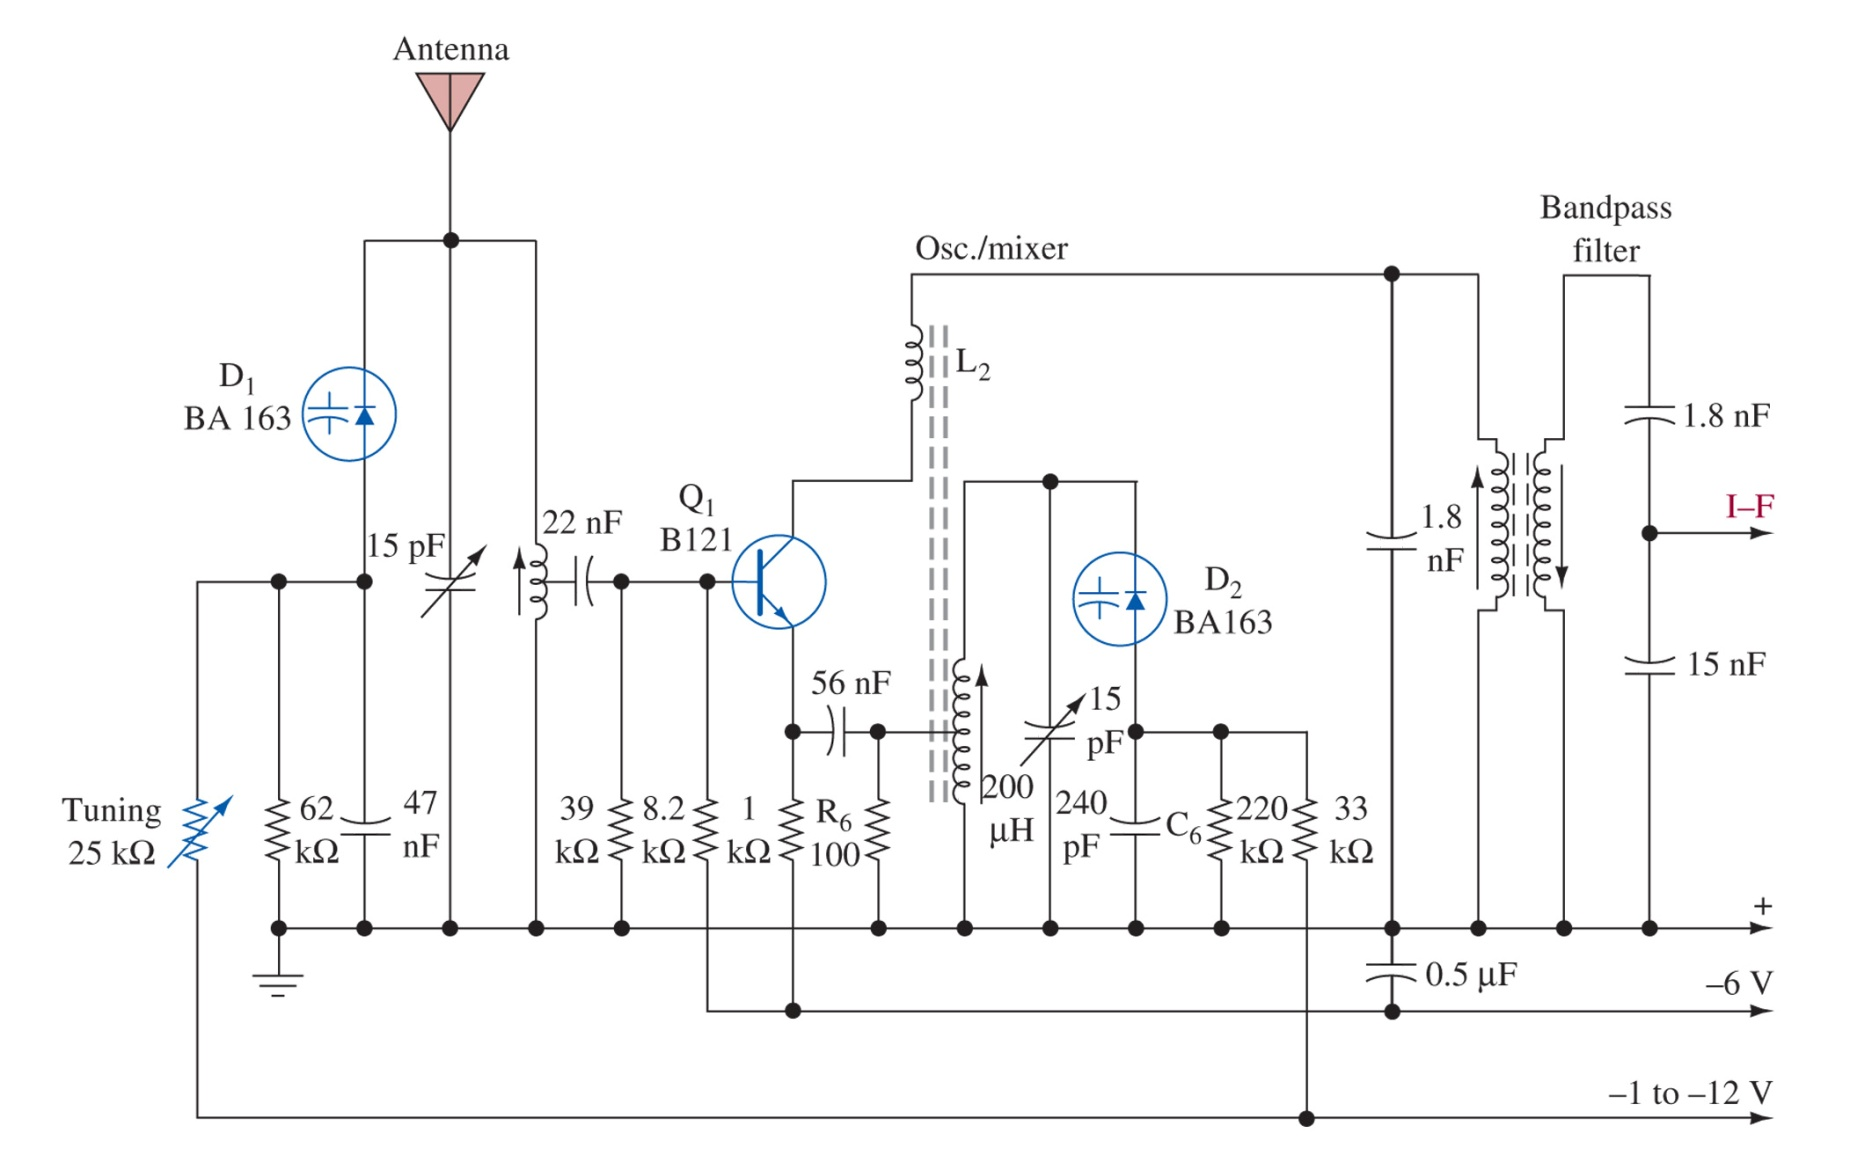 Antenna
Bandpass
filter
Osc./mixer
L₂
D₁
BA 163
1.8 nF
Q₁
B121
22 nF
15 pF
1.8
nF
I–F
D₂
BA163
56 nF
15
pF
15 nF
200
μH
Tuning
25 kΩ
62
kΩ
47
nF
39
kΩ
8.2
kΩ
1
kΩ
R₆
100
240
pF
C₆
220
kΩ
33
kΩ
+
0.5 μF
–6 V
–1 to –12 V